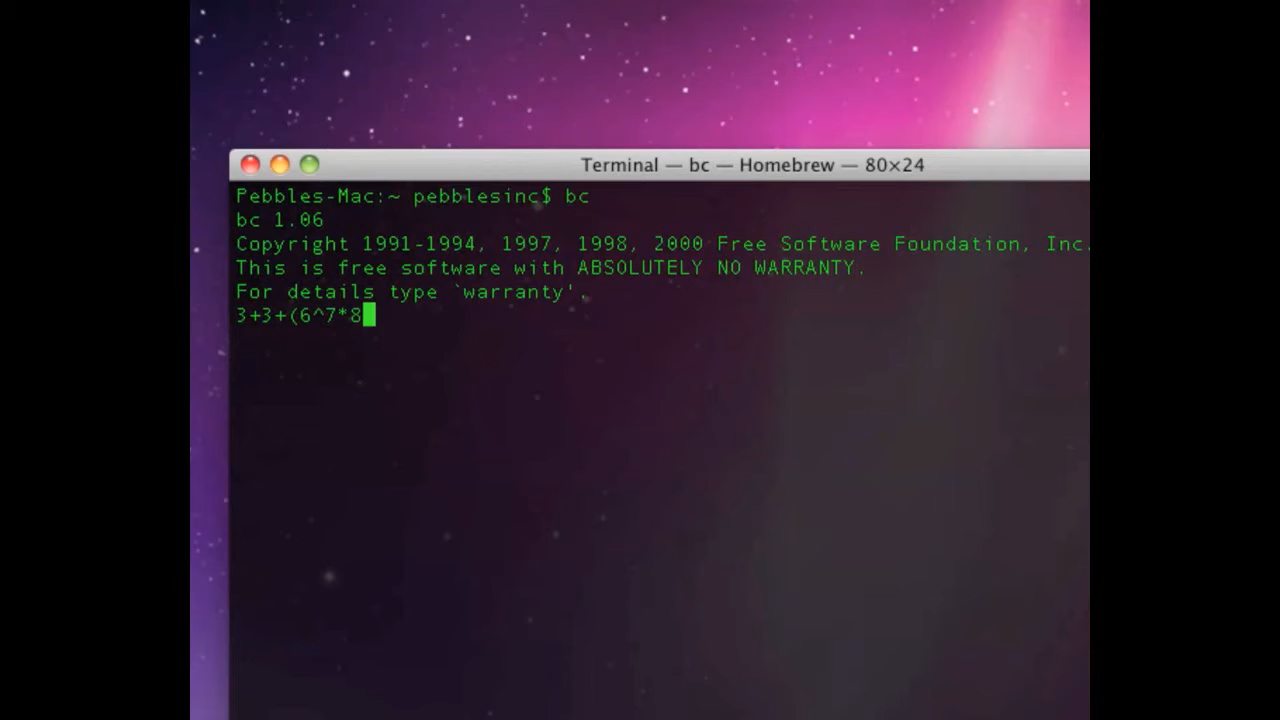 Terminal — bc — Homebrew — 80×24
Pebbles-Mac:~ pebblesinc$ bc
bc 1.06
Copyright 1991-1994, 1997, 1998, 2000 Free Software Foundation, Inc.
This is free software with ABSOLUTELY NO WARRANTY.
For details type `warranty'.
3+3+(6^7*8